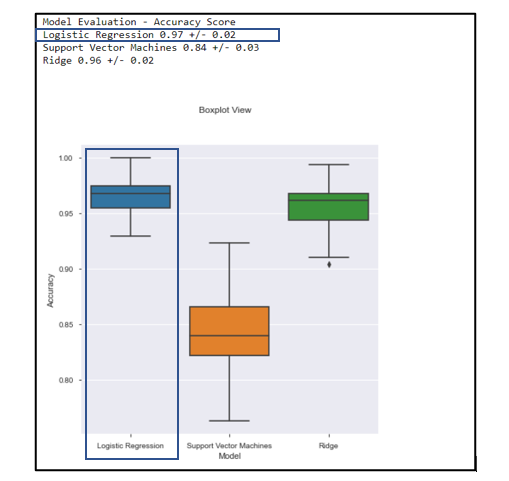 Model Evaluation - Accuracy Score
Logistic Regression 0.97 +/- 0.02
Support Vector Machines 0.84 +/- 0.03
Ridge 0.96 +/- 0.02
Boxplot View
1.00
0.95
0.90
0.85
0.80
Accuracy
Logistic Regression
Support Vector Machines
Ridge
Model